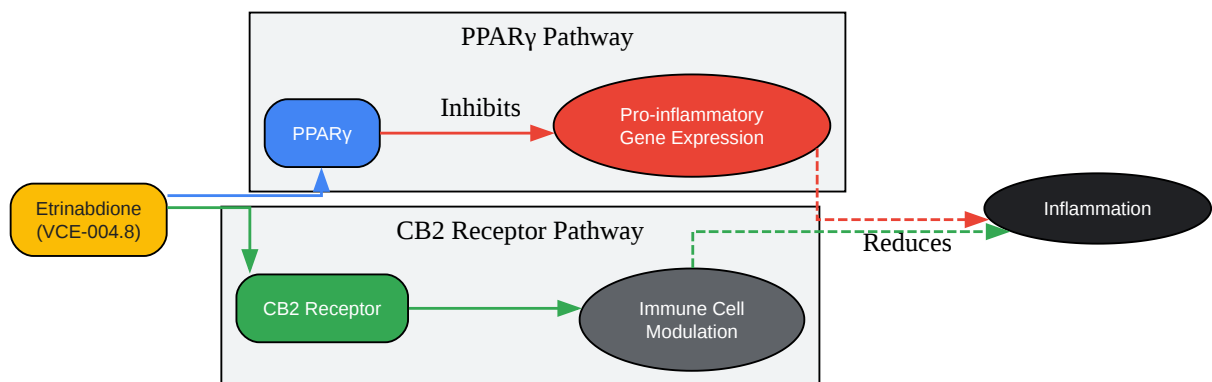 PPARγ Pathway
Inhibits
PPARγ
Pro-inflammatory
Gene Expression
Etrinabdione
(VCE-004.8)
Inflammation
CB2 Receptor Pathway
Reduces
CB2 Receptor
Immune Cell
Modulation